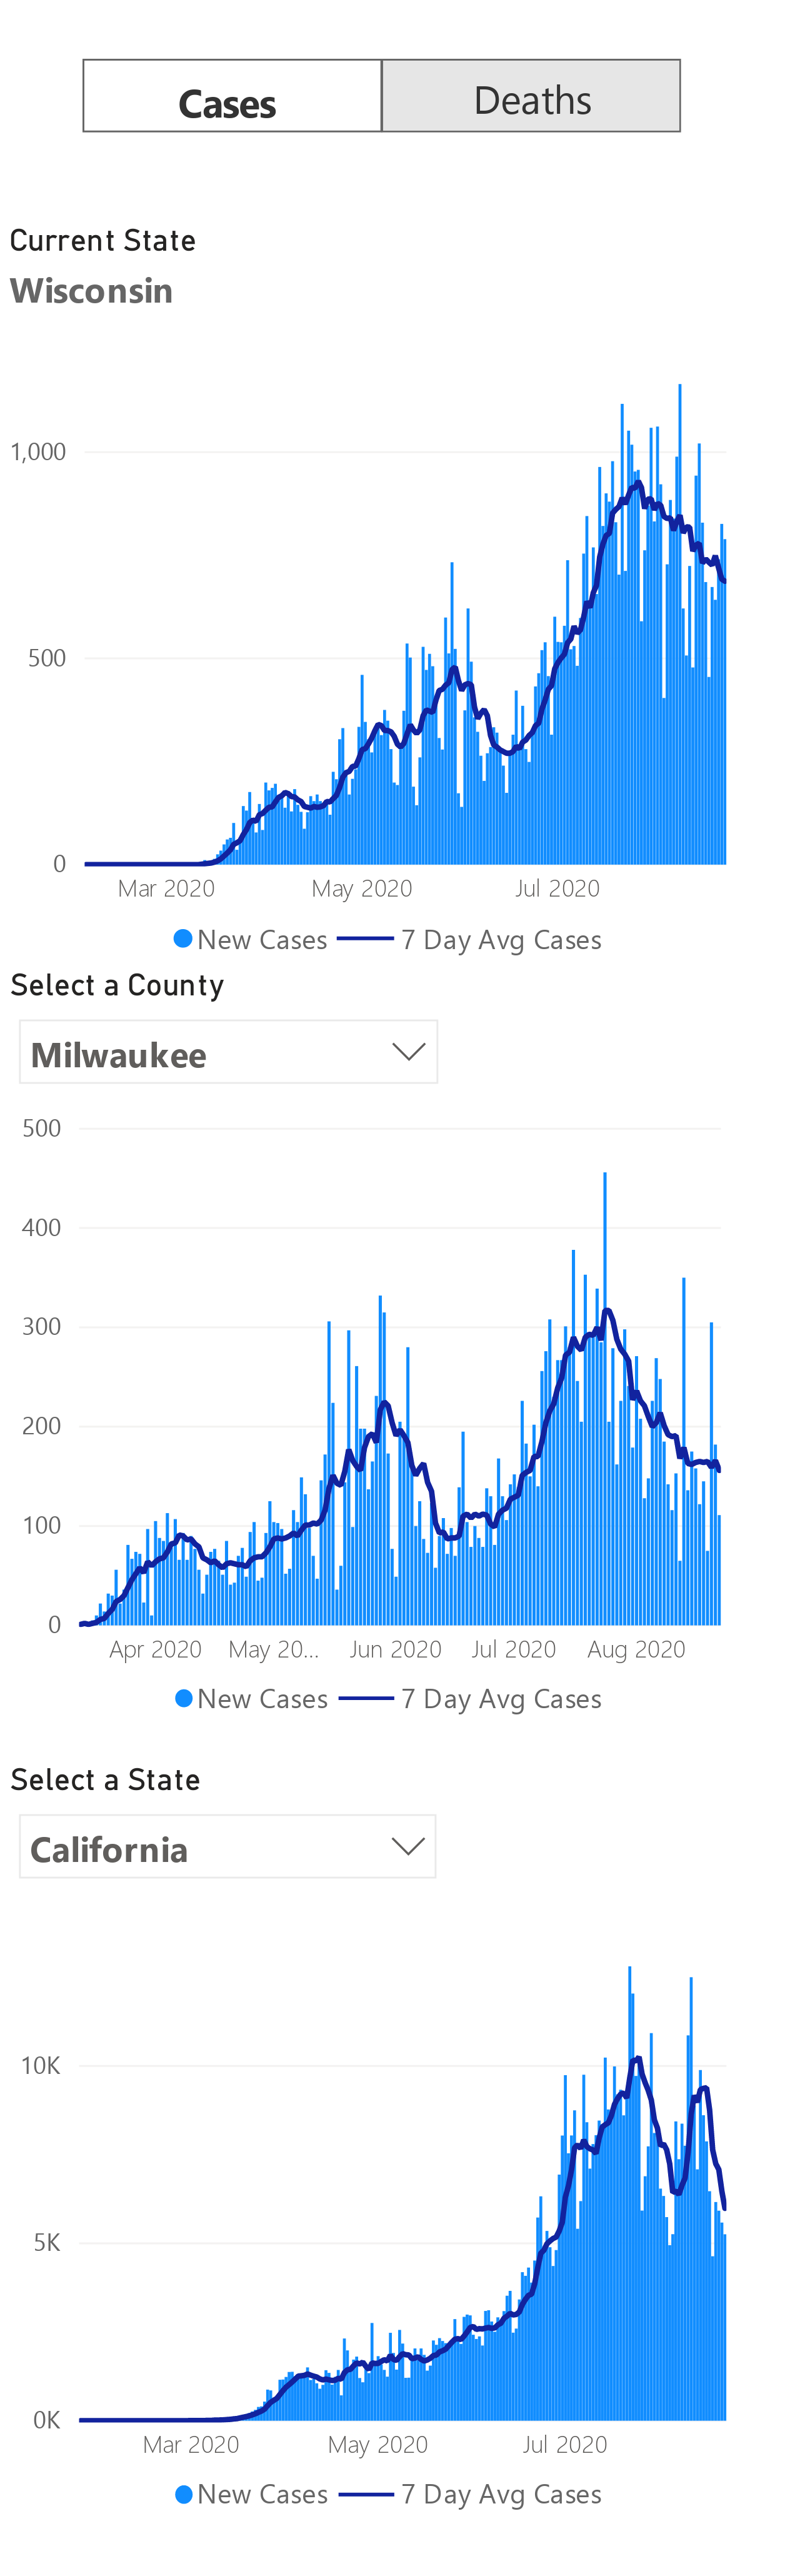 Cases Deaths
Current State
Wisconsin
1,000
500
0
Mar 2020 May 2020 Jul 2020
New Cases 7 Day Avg Cases
Select a County
Milwaukee
500
400
300
200
100
0
Apr 2020 May 20... Jun 2020 Jul 2020 Aug 2020
New Cases 7 Day Avg Cases
Select a State
California
10K
5K
0K
Mar 2020 May 2020 Jul 2020
New Cases 7 Day Avg Cases